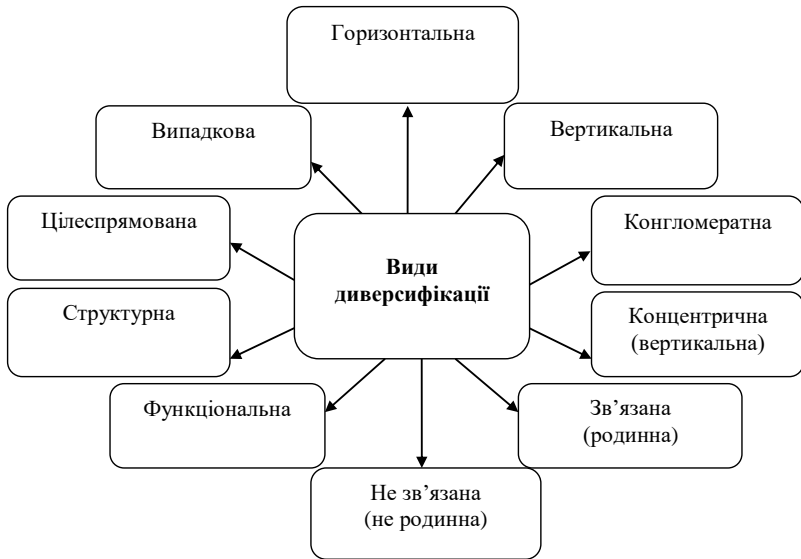 Горизонтальна
Випадкова
Вертикальна
Цілеспрямована
Конгломератна
Види
диверсифікації
Структурна
Концентрична
(вертикальна)
Функціональна
Зв’язана
(родинна)
Не зв’язана
(не родинна)